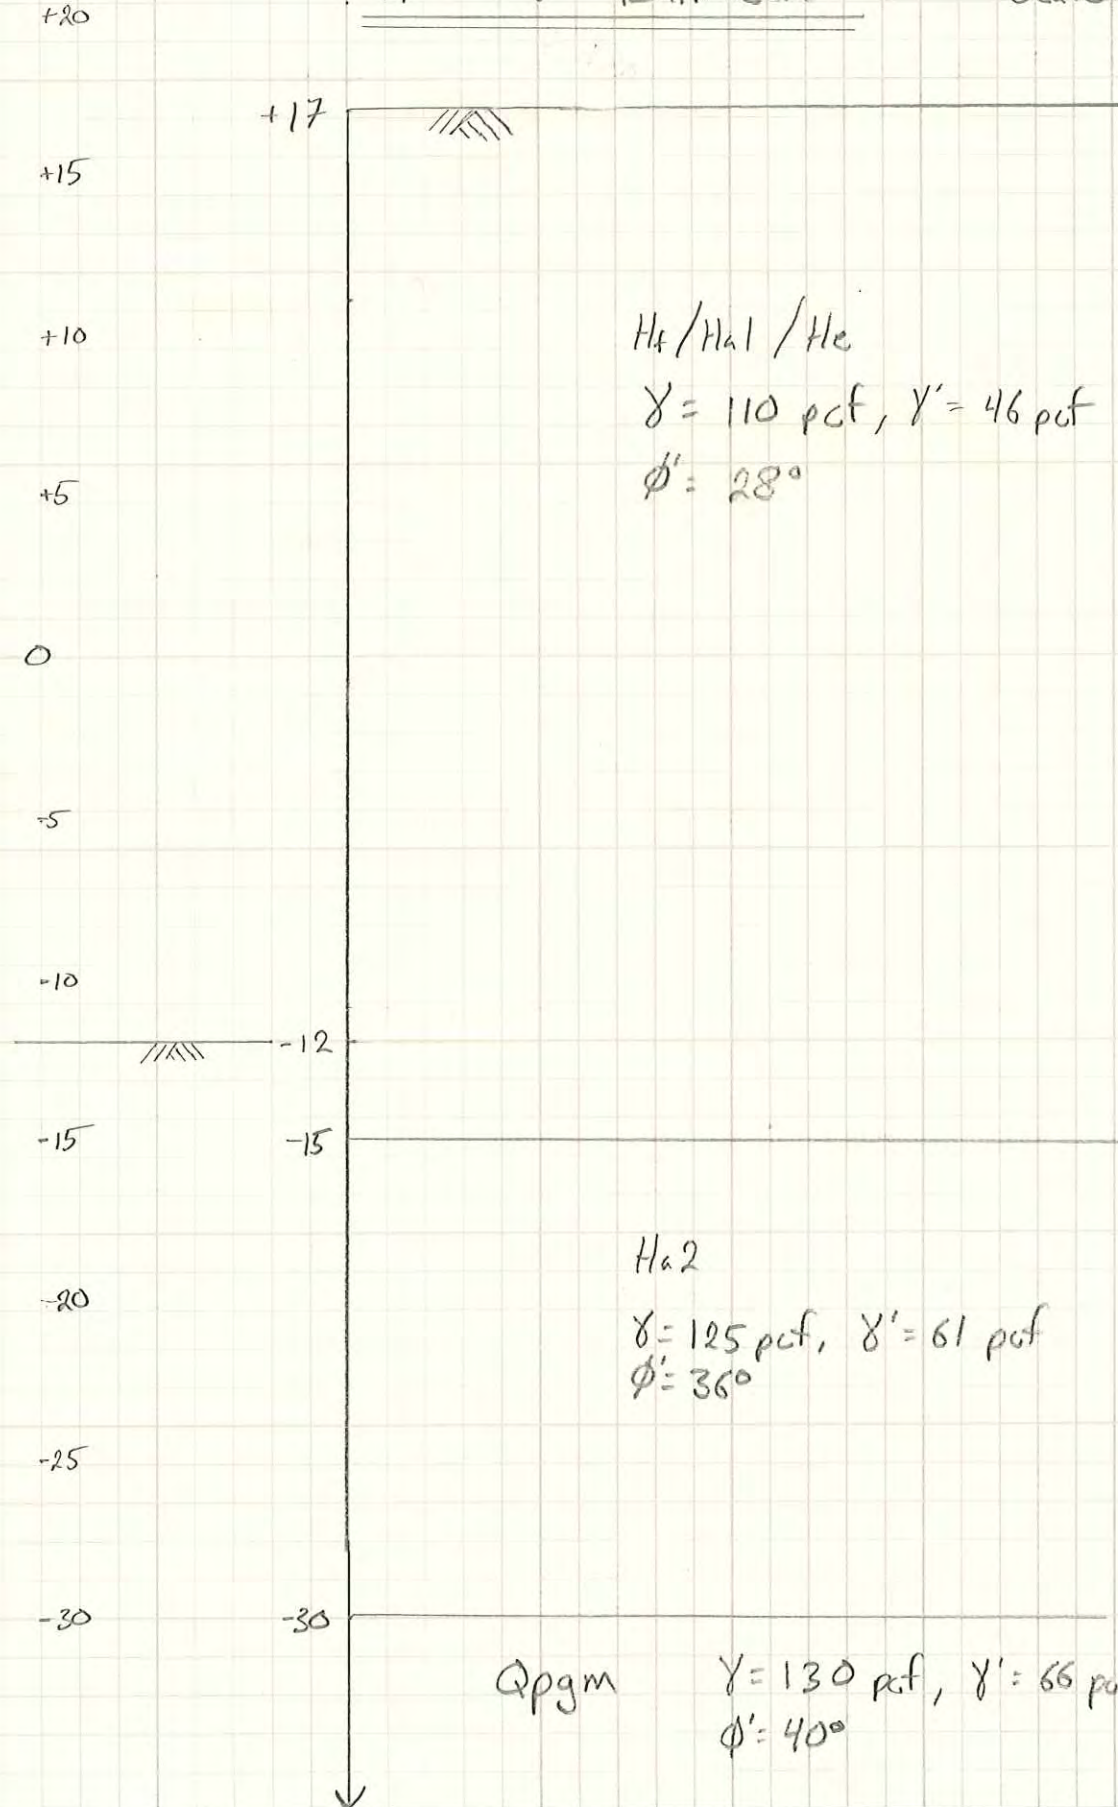 +20
+17
+15
+10
Hf/Ha1/He
γ = 110 pcf, γ' = 46 pcf
+5
φ' = 28°
0
-5
-10
-12
-15
-15
Ha2
-20
γ = 125 pcf, γ' = 61 pcf
φ' = 36°
-25
-30
-30
Qpgm
γ = 130 pcf, γ' = 66
φ' = 40°